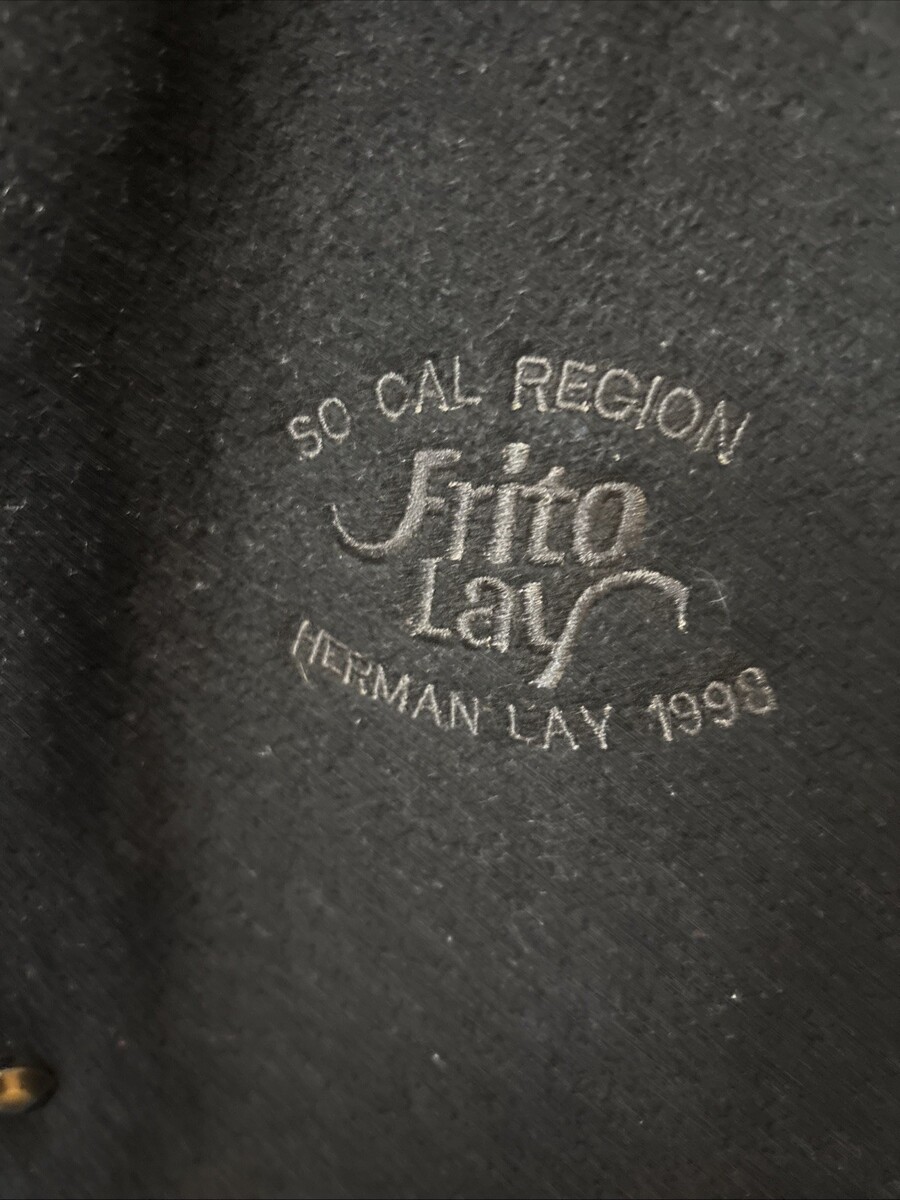 SO CAL REGION
Frito
Lay
HERMAN LAY 1998